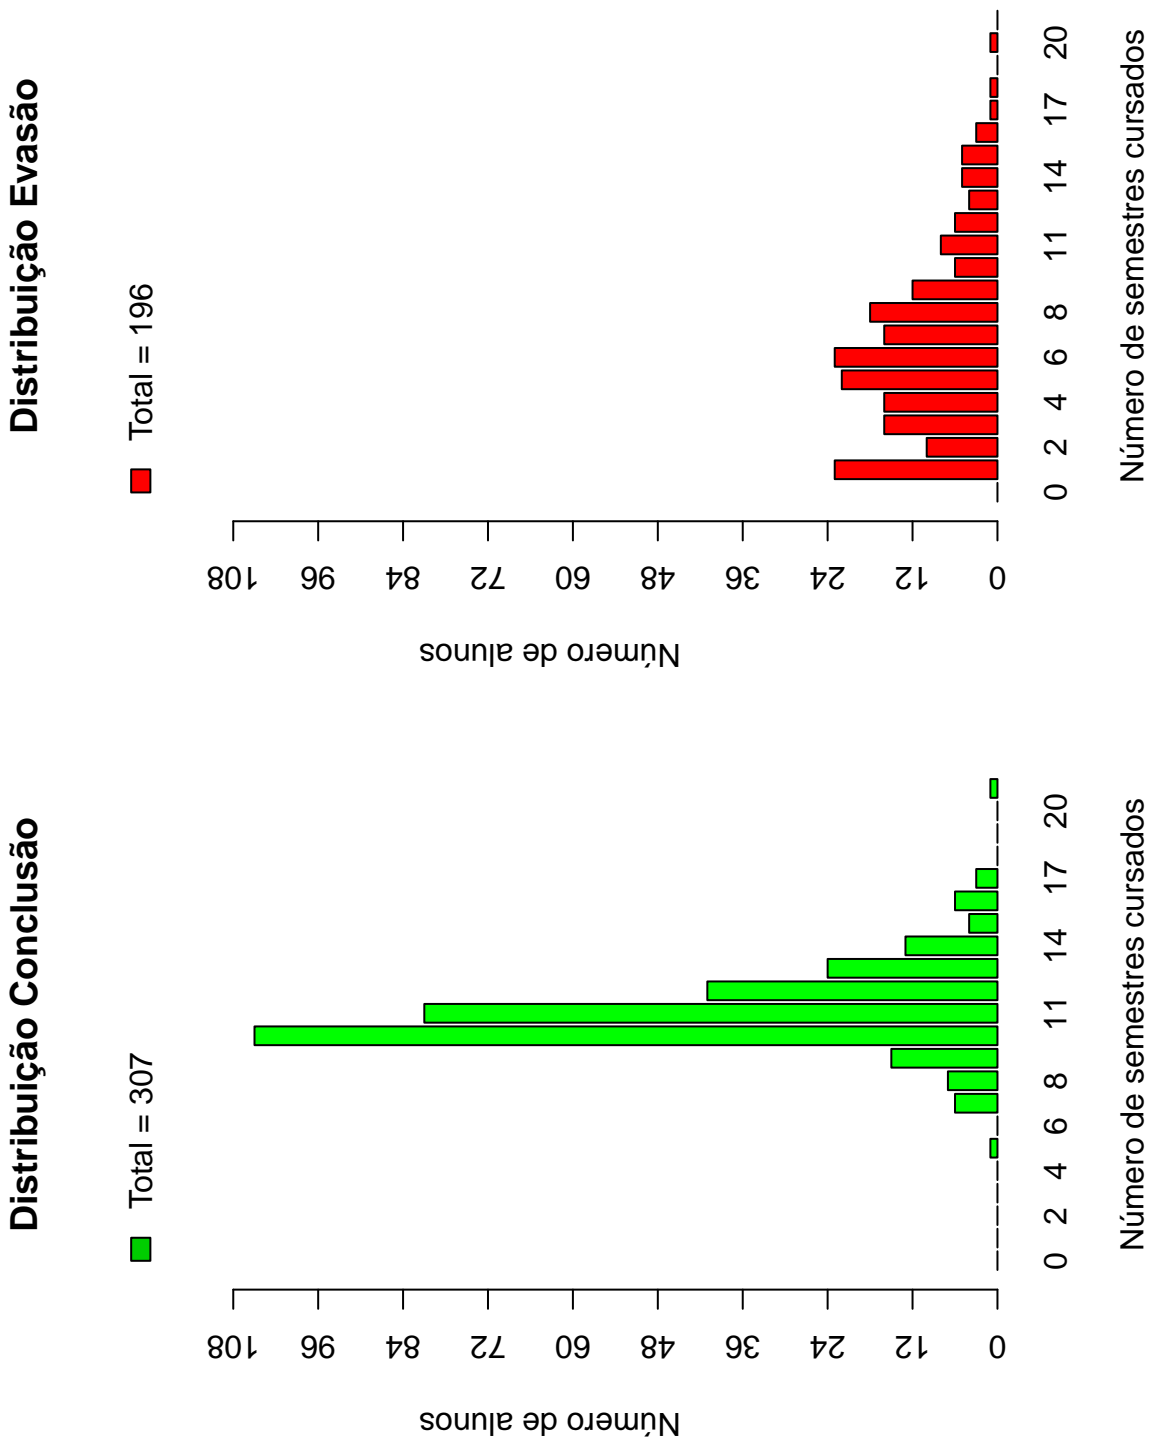 Distribuição Conclusão
Total = 307
Número de alunos
108
96
84
72
60
48
36
24
12
0
0 2 4 6 8 11 14 17 20
Número de semestres cursados
Distribuição Evasão
Total = 196
Número de alunos
108
96
84
72
60
48
36
24
12
0
0 2 4 6 8 11 14 17 20
Número de semestres cursados